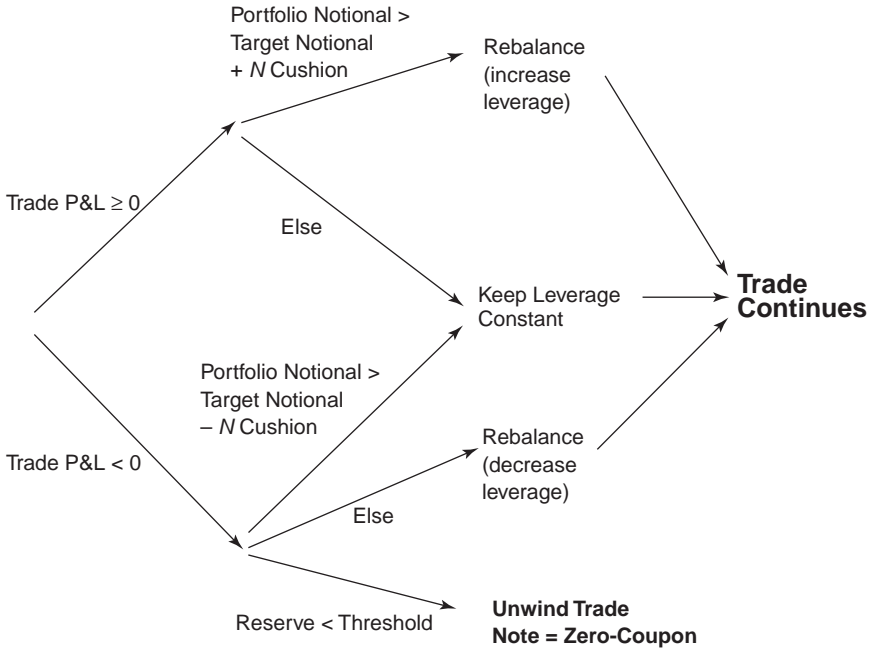 Portfolio Notional >
Target Notional
+ N Cushion
Rebalance
(increase
leverage)
Trade P&L ≥ 0
Else
Keep Leverage
Constant
Trade
Continues
Portfolio Notional >
Target Notional
– N Cushion
Trade P&L < 0
Rebalance
(decrease
leverage)
Else
Reserve < Threshold
Unwind Trade
Note = Zero-Coupon